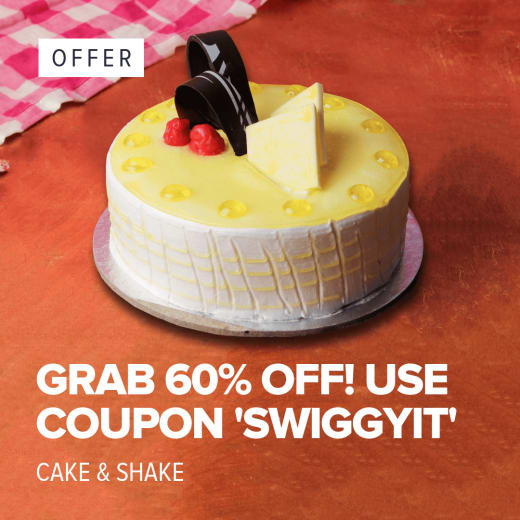 OFFER
GRAB 60% OFF! USE
COUPON 'SWIGGYIT'
CAKE & SHAKE